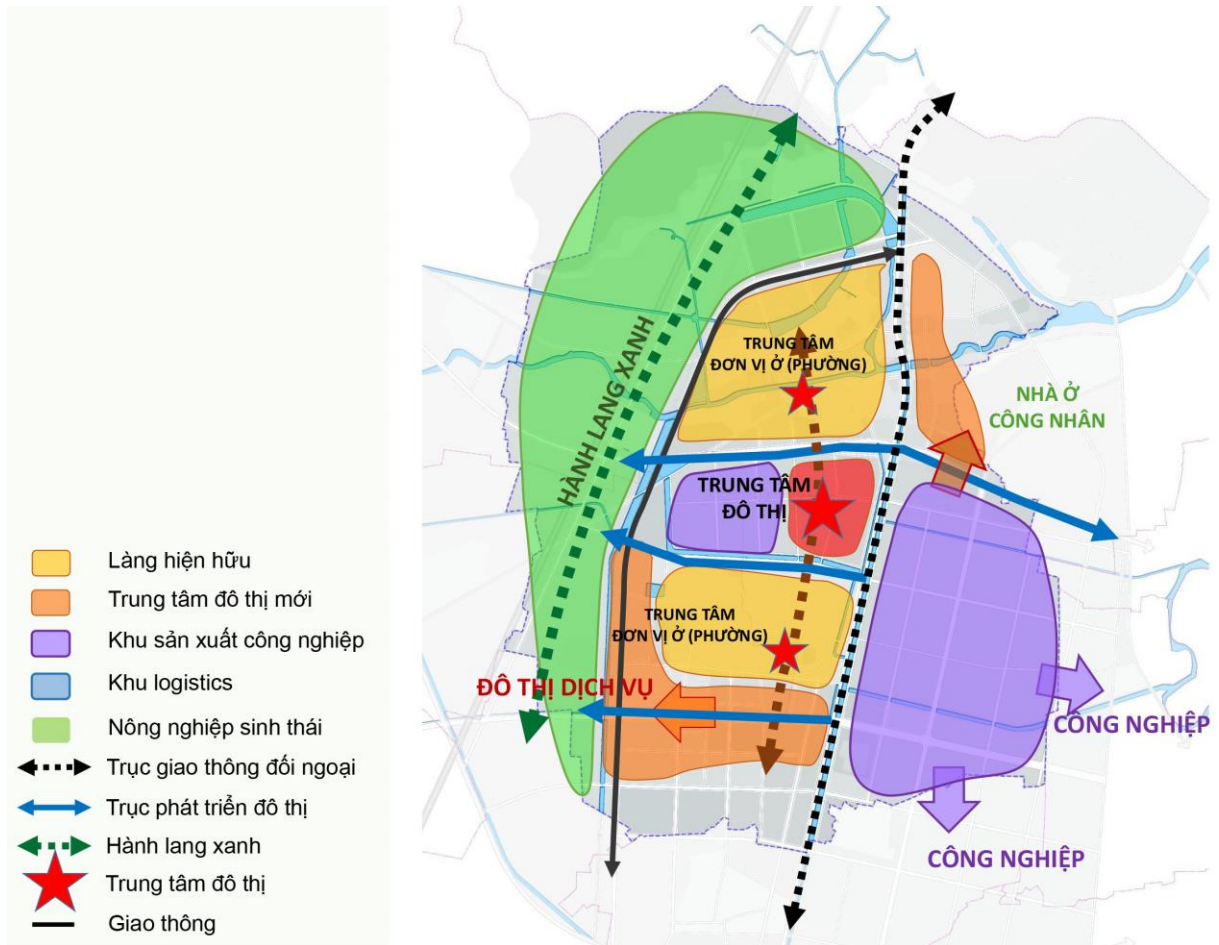 Làng hiện hữu
Trung tâm đô thị mới
Khu sản xuất công nghiệp
Khu logistics
Nông nghiệp sinh thái
Trục giao thông đối ngoại
Trục phát triển đô thị
Hành lang xanh
Trung tâm đô thị
Giao thông
HÀNH LANG XANH
TRUNG TÂM
ĐƠN VỊ Ở (PHƯỜNG)
NHÀ Ở
CÔNG NHÂN
TRUNG TÂM
ĐÔ THỊ
TRUNG TÂM
ĐƠN VỊ Ở (PHƯỜNG)
ĐÔ THỊ DỊCH VỤ
CÔNG NGHIỆP
CÔNG NGHIỆP